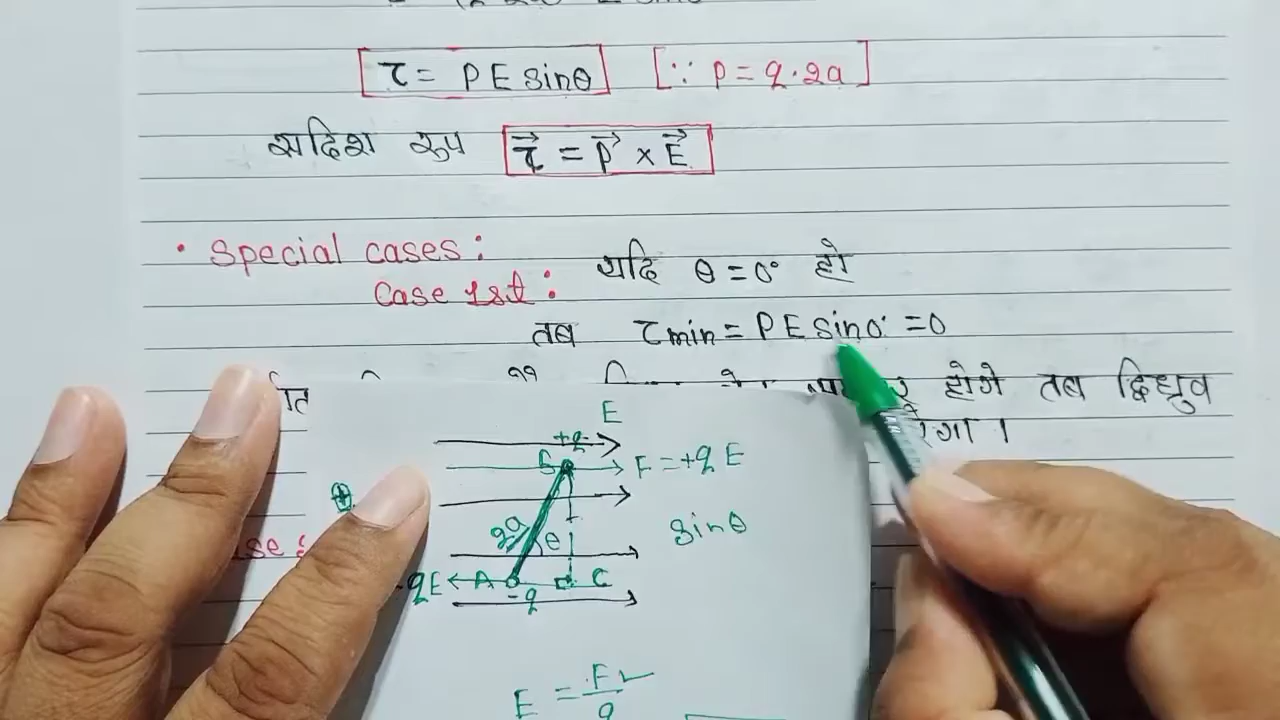 τ = PE sinθ [∵ p = q.2a]
सदिश रूप τ⃗ = P⃗ × E⃗
• Special cases:
Case 1st: यदि θ = 0° हो
तब τmin = PE sin0° = 0
होगे तब द्विध्रुव
E
+q
B F = +qE
2a θ sinθ
qE A C
-q
E = F/q